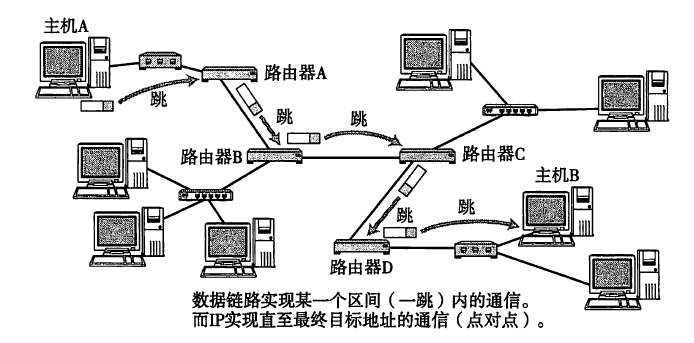 主机A
路由器A
跳
跳
跳
路由器B
路由器C
主机B
跳
跳
路由器D
数据链路实现某一个区间（一跳）内的通信。
而IP实现直至最终目标地址的通信（点对点）。